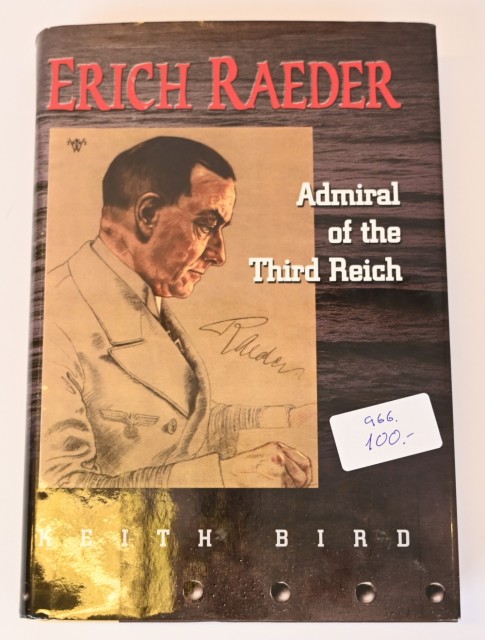 ERICH RAEDER
W
Admiral
of the
Third Reich
Raeder
966.
100.-
KEITH BIRD